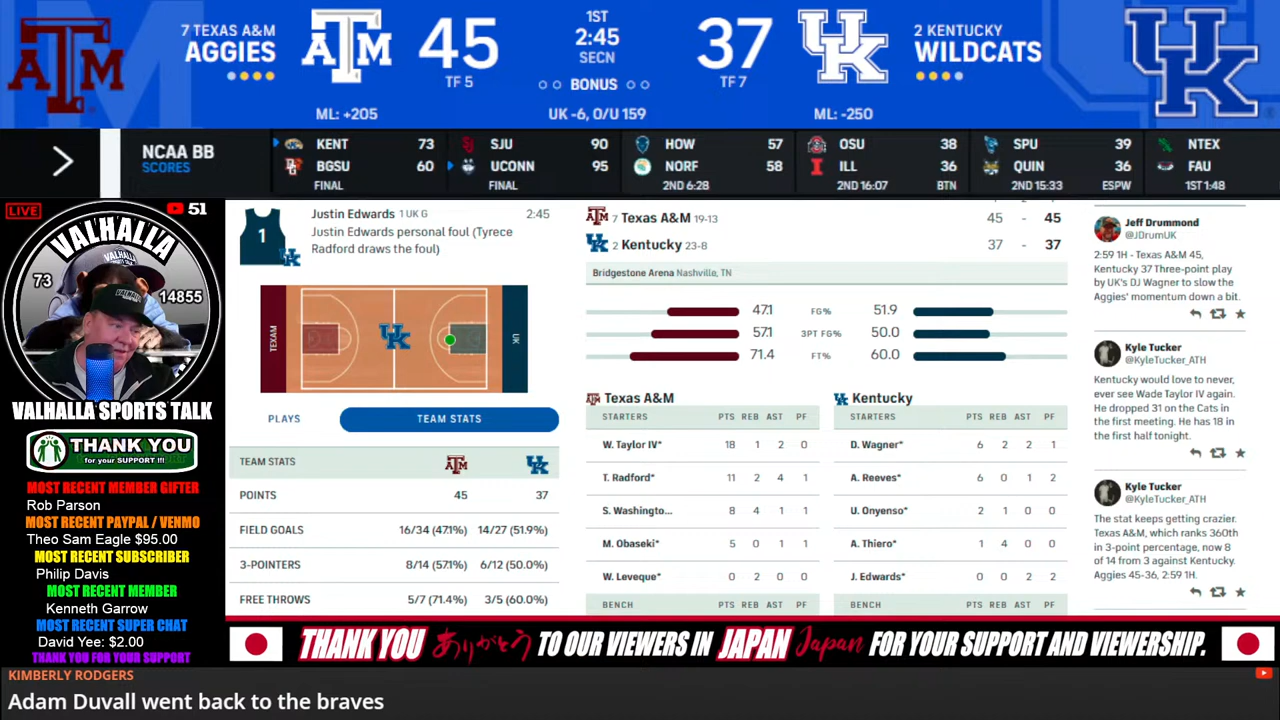 7 TEXAS A&M
AGGIES
45
TF 5
1ST
2:45
SECN
BONUS
37
TF 7
2 KENTUCKY
WILDCATS
ML: +205
UK -6, O/U 159
ML: -250
NCAA BB
SCORES
KENT 73
BGSU 60
FINAL
SJU 90
UCONN 95
FINAL
HOW 57
NORF 58
2ND 6:28
OSU 38
ILL 36
2ND 16:07 BTN
SPU 39
QUIN 36
2ND 15:33 ESPW
NTEX
FAU
1ST 1:48
LIVE
51
VALHALLA
73
14855
VALHALLA SPORTS TALK
THANK YOU
for your SUPPORT !!!
MOST RECENT MEMBER GIFTER
Rob Parson
MOST RECENT PAYPAL / VENMO
Theo Sam Eagle $95.00
MOST RECENT SUBSCRIBER
Philip Davis
MOST RECENT MEMBER
Kenneth Garrow
MOST RECENT SUPER CHAT
David Yee: $2.00
THANK YOU FOR YOUR SUPPORT
1
Justin Edwards 1 UK G 2:45
Justin Edwards personal foul (Tyrece
Radford draws the foul)
TEXAM
UK
PLAYS
TEAM STATS
TEAM STATS
POINTS 45 37
FIELD GOALS 16/34 (47.1%) 14/27 (51.9%)
3-POINTERS 8/14 (57.1%) 6/12 (50.0%)
FREE THROWS 5/7 (71.4%) 3/5 (60.0%)
7 Texas A&M 19-13 45 - 45
2 Kentucky 23-8 37 - 37
Bridgestone Arena Nashville, TN
47.1 FG% 51.9
57.1 3PT FG% 50.0
71.4 FT% 60.0
Texas A&M
STARTERS PTS REB AST PF
W. Taylor IV* 18 1 2 0
T. Radford* 11 2 4 1
S. Washingto... 8 4 1 1
M. Obaseki* 5 0 1 1
W. Leveque* 0 2 0 0
BENCH PTS REB AST PF
Kentucky
STARTERS PTS REB AST PF
D. Wagner* 6 2 2 1
A. Reeves* 6 0 1 2
U. Onyenso* 2 1 0 0
A. Thiero* 1 4 0 0
J. Edwards* 0 0 2 2
BENCH PTS REB AST PF
Jeff Drummond
@JDrumUK
2:59 1H - Texas A&M 45,
Kentucky 37 Three-point play
by UK's DJ Wagner to slow the
Aggies' momentum down a bit.
Kyle Tucker
@KyleTucker_ATH
Kentucky would love to never,
ever see Wade Taylor IV again.
He dropped 31 on the Cats in
the first meeting. He has 18 in
the first half tonight.
Kyle Tucker
@KyleTucker_ATH
The stat keeps getting crazier.
Texas A&M, which ranks 360th
in 3-point percentage, now 8
of 14 from 3 against Kentucky.
Aggies 45-36, 2:59 1H.
THANK YOU ありがとう TO OUR VIEWERS IN JAPAN Japan FOR YOUR SUPPORT AND VIEWERSHIP.
KIMBERLY RODGERS
Adam Duvall went back to the braves